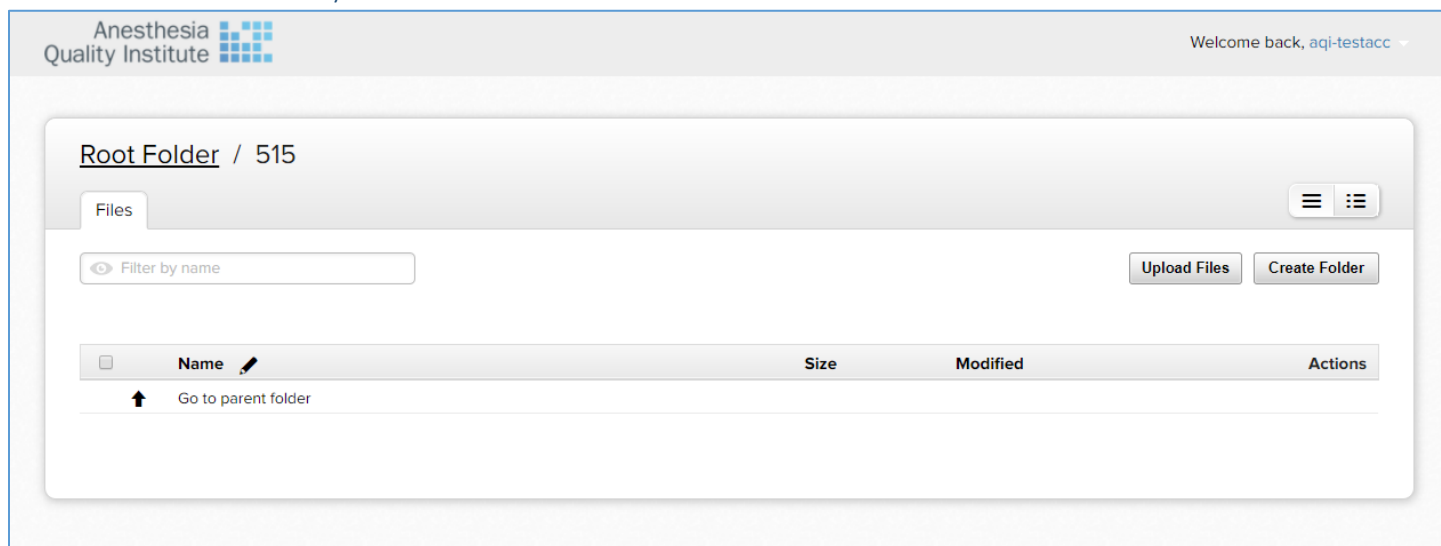 Anesthesia
Quality Institute
Welcome back, aqi-testacc
Root Folder / 515
Files
Filter by name
Upload Files Create Folder
Name Size Modified Actions
Go to parent folder